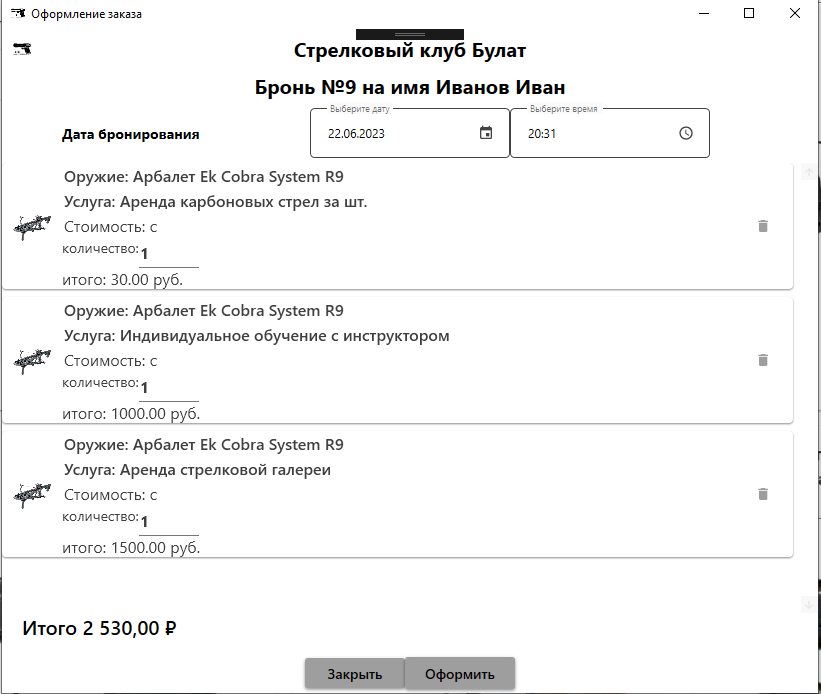 Оформление заказа
Стрелковый клуб Булат
Бронь №9 на имя Иванов Иван
Дата бронирования
Выберите дату
22.06.2023
Выберите время
20:31
Оружие: Арбалет Ek Cobra System R9
Услуга: Аренда карбоновых стрел за шт.
Стоимость: с
количество: 1
итого: 30.00 руб.
Оружие: Арбалет Ek Cobra System R9
Услуга: Индивидуальное обучение с инструктором
Стоимость: с
количество: 1
итого: 1000.00 руб.
Оружие: Арбалет Ek Cobra System R9
Услуга: Аренда стрелковой галереи
Стоимость: с
количество: 1
итого: 1500.00 руб.
Итого 2 530,00 ₽
Закрыть Оформить